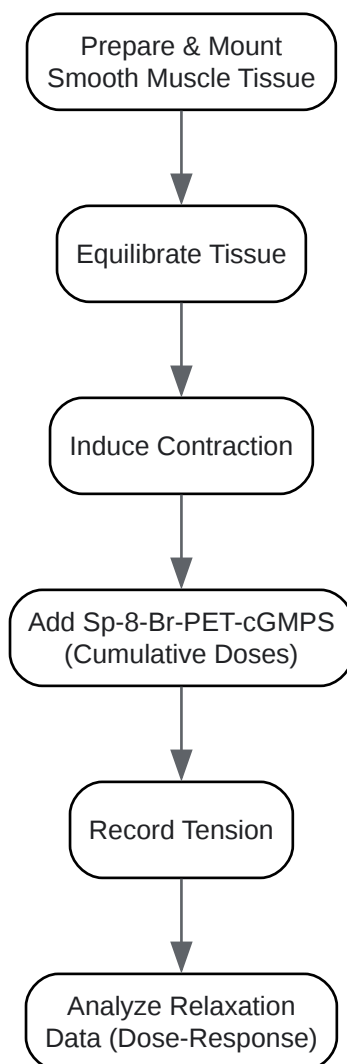 Prepare & Mount
Smooth Muscle Tissue
Equilibrate Tissue
Induce Contraction
Add Sp-8-Br-PET-cGMPS
(Cumulative Doses)
Record Tension
Analyze Relaxation
Data (Dose-Response)